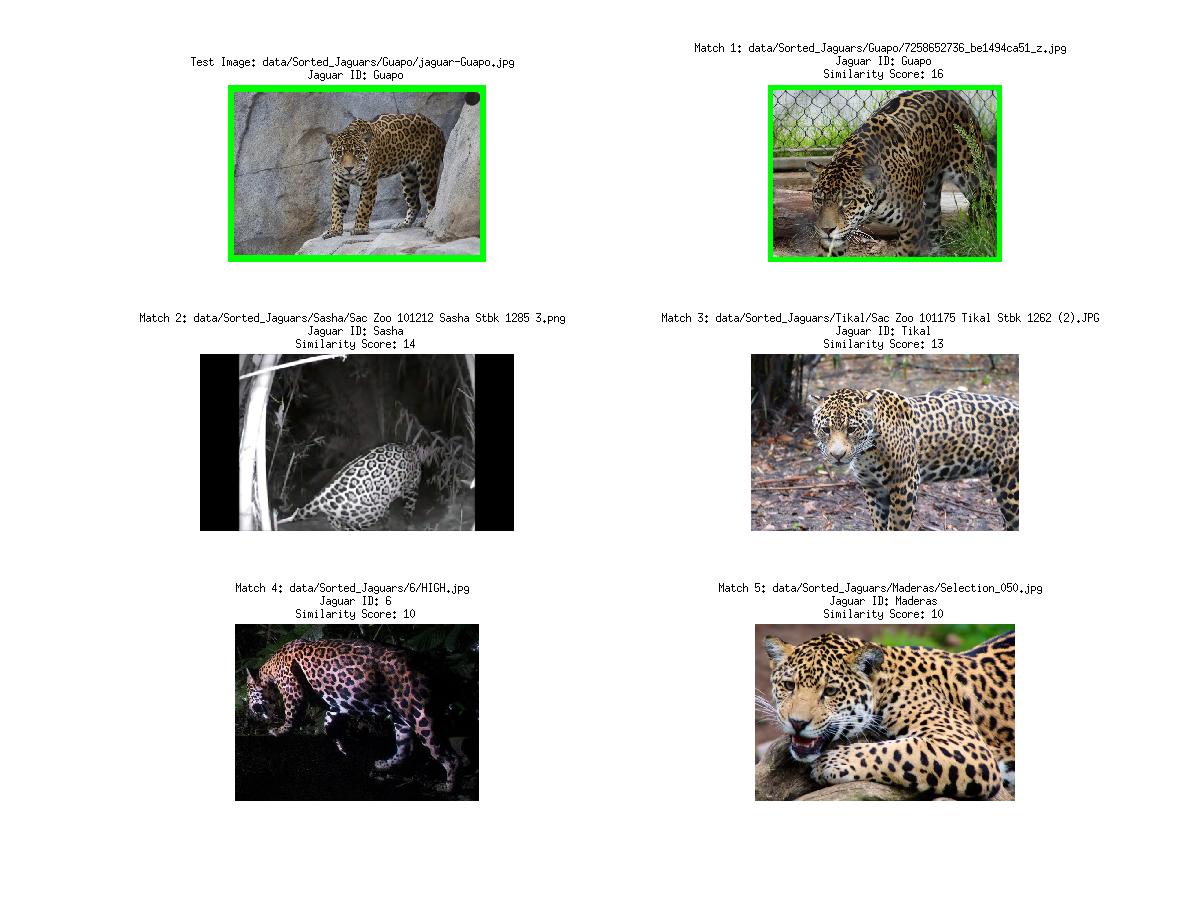 Test Image: data/Sorted_Jaguars/Guapo/jaguar-Guapo.jpg
Jaguar ID: Guapo
Match 1: data/Sorted_Jaguars/Guapo/7258652736_be1494ca51_z.jpg
Jaguar ID: Guapo
Similarity Score: 16
Match 2: data/Sorted_Jaguars/Sasha/Sac Zoo 101212 Sasha Stbk 1285 3.png
Jaguar ID: Sasha
Similarity Score: 14
Match 3: data/Sorted_Jaguars/Tikal/Sac Zoo 101175 Tikal Stbk 1262 (2).JPG
Jaguar ID: Tikal
Similarity Score: 13
Match 4: data/Sorted_Jaguars/6/HIGH.jpg
Jaguar ID: 6
Similarity Score: 10
Match 5: data/Sorted_Jaguars/Maderas/Selection_050.jpg
Jaguar ID: Maderas
Similarity Score: 10